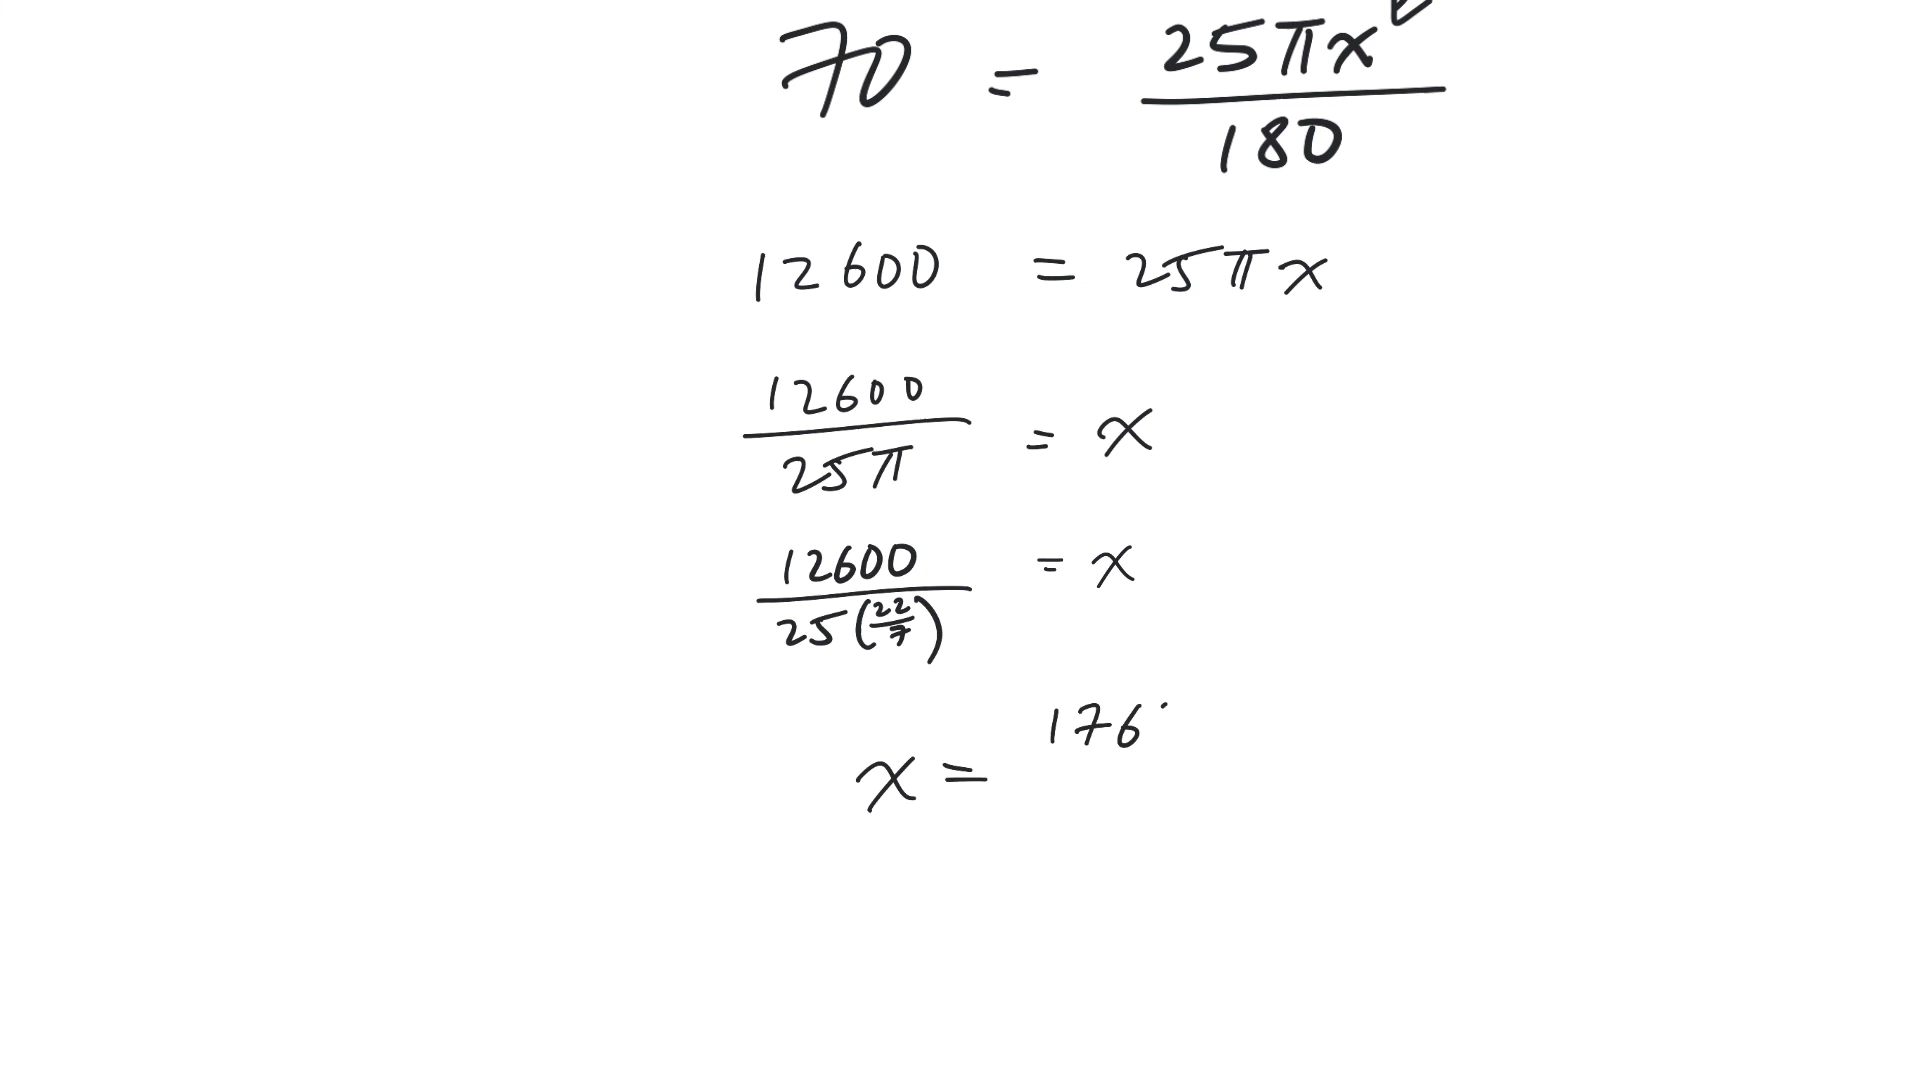 70 = 25πx / 180
12600 = 25πx
12600 / 25π = x
12600 / 25(22/7) = x
x = 176·